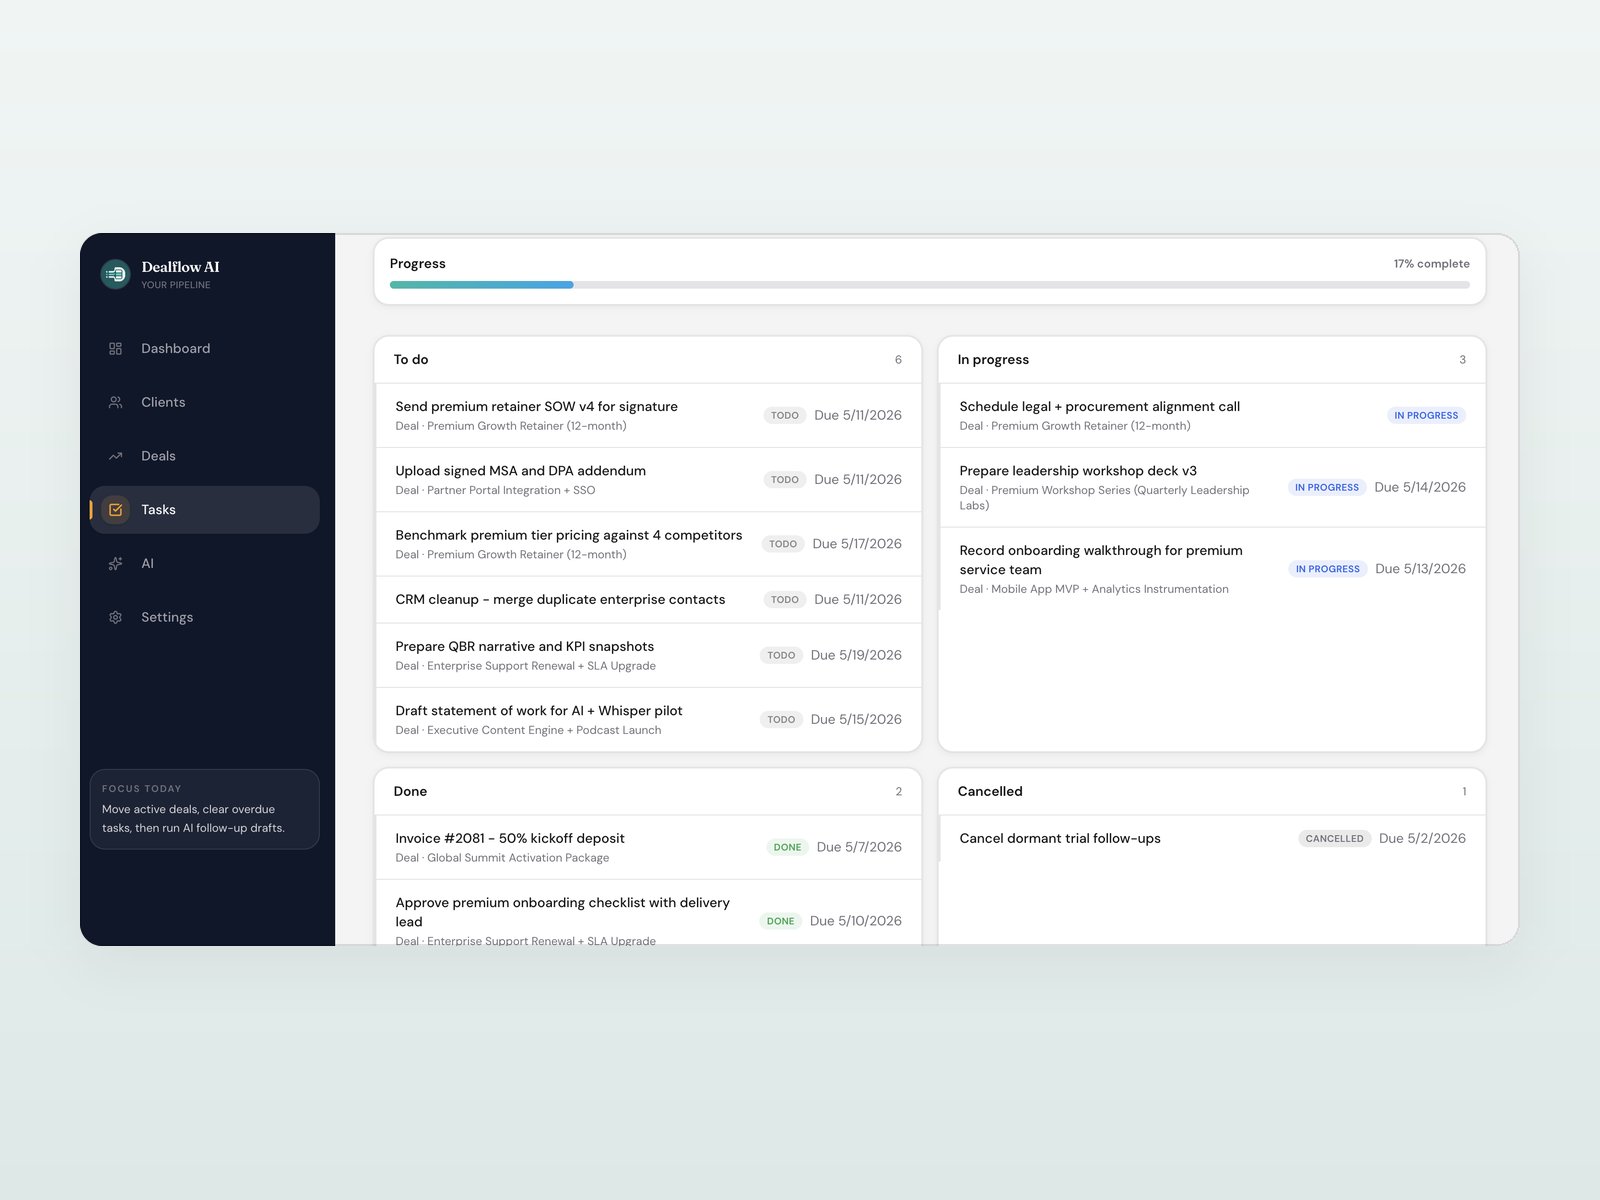 Dealflow AI
YOUR PIPELINE
Dashboard
Clients
Deals
Tasks
AI
Settings
FOCUS TODAY
Move active deals, clear overdue
tasks, then run AI follow-up drafts.
Progress
17% complete
To do
6
Send premium retainer SOW v4 for signature
Deal · Premium Growth Retainer (12-month)
TODO
Due 5/11/2026
Upload signed MSA and DPA addendum
Deal · Partner Portal Integration + SSO
TODO
Due 5/11/2026
Benchmark premium tier pricing against 4 competitors
Deal · Premium Growth Retainer (12-month)
TODO
Due 5/17/2026
CRM cleanup - merge duplicate enterprise contacts
TODO
Due 5/11/2026
Prepare QBR narrative and KPI snapshots
Deal · Enterprise Support Renewal + SLA Upgrade
TODO
Due 5/19/2026
Draft statement of work for AI + Whisper pilot
Deal · Executive Content Engine + Podcast Launch
TODO
Due 5/15/2026
In progress
3
Schedule legal + procurement alignment call
Deal · Premium Growth Retainer (12-month)
IN PROGRESS
Prepare leadership workshop deck v3
Deal · Premium Workshop Series (Quarterly Leadership
Labs)
IN PROGRESS
Due 5/14/2026
Record onboarding walkthrough for premium
service team
Deal · Mobile App MVP + Analytics Instrumentation
IN PROGRESS
Due 5/13/2026
Done
2
Invoice #2081 - 50% kickoff deposit
Deal · Global Summit Activation Package
DONE
Due 5/7/2026
Approve premium onboarding checklist with delivery
lead
Deal · Enterprise Support Renewal + SLA Upgrade
DONE
Due 5/10/2026
Cancelled
1
Cancel dormant trial follow-ups
CANCELLED
Due 5/2/2026